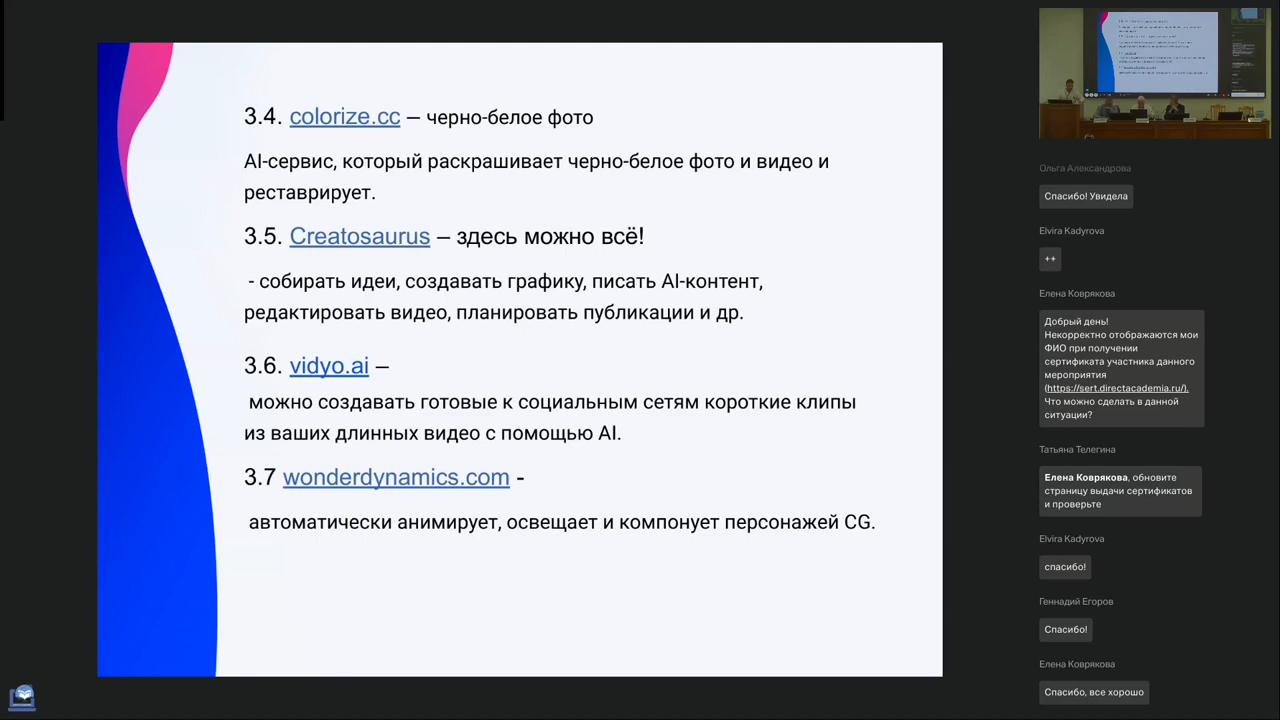 3.4. colorize.cc – черно-белое фото
AI-сервис, который раскрашивает черно-белое фото и видео и
реставрирует.
3.5. Creatosaurus – здесь можно всё!
- собирать идеи, создавать графику, писать AI-контент,
редактировать видео, планировать публикации и др.
3.6. vidyo.ai –
можно создавать готовые к социальным сетям короткие клипы
из ваших длинных видео с помощью AI.
3.7 wonderdynamics.com -
автоматически анимирует, освещает и компонует персонажей CG.
Ольга Александрова
Спасибо! Увидела
Elvira Kadyrova
++
Елена Коврякова
Добрый день!
Некорректно отображаются мои
ФИО при получении
сертификата участника данного
мероприятия
(https://sert.directacademia.ru/).
Что можно сделать в данной
ситуации?
Татьяна Телегина
Елена Коврякова, обновите
страницу выдачи сертификатов
и проверьте
Elvira Kadyrova
спасибо!
Геннадий Егоров
Спасибо!
Елена Коврякова
Спасибо, все хорошо